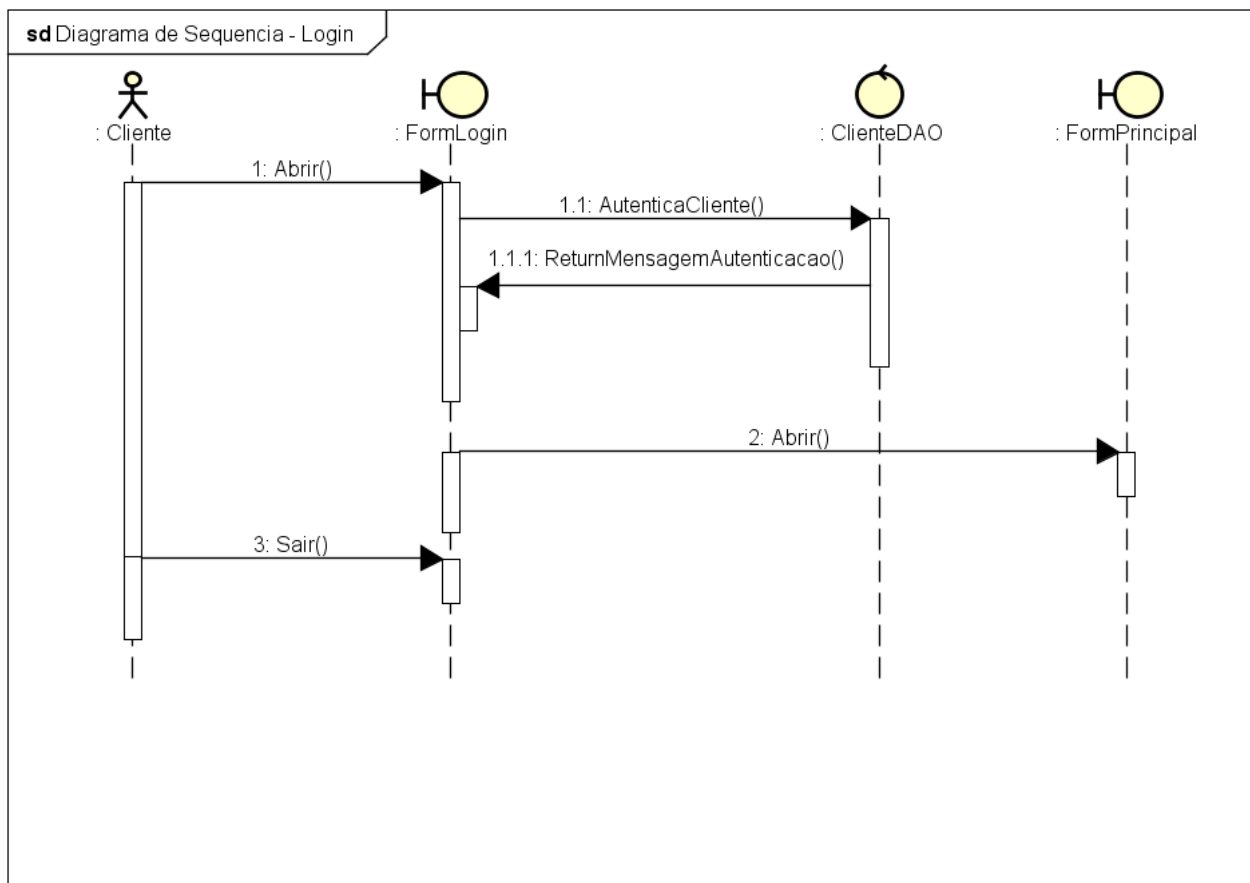 sd Diagrama de Sequencia - Login
: Cliente
: FormLogin
: ClienteDAO
: FormPrincipal
1: Abrir()
1.1: AutenticaCliente()
1.1.1: ReturnMensagemAutenticacao()
2: Abrir()
3: Sair()